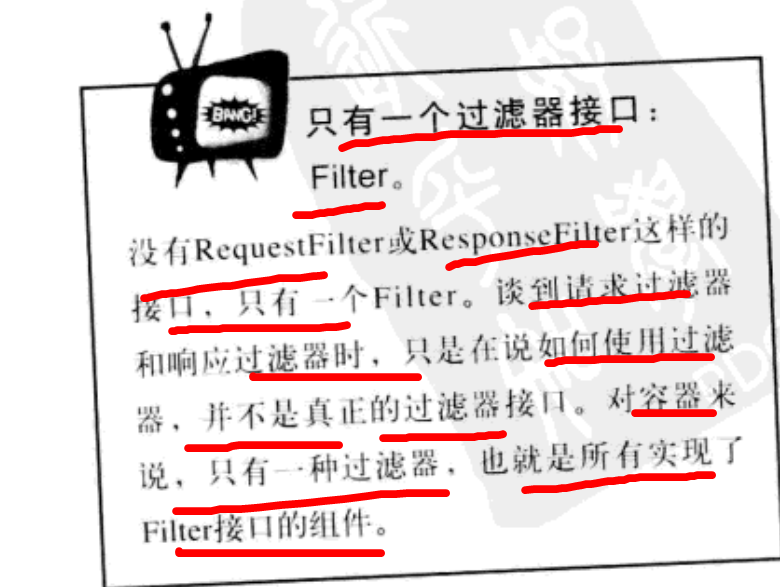 BANG!
只有一个过滤器接口：
Filter。
没有RequestFilter或ResponseFilter这样的
接口，只有一个Filter。谈到请求过滤器
和响应过滤器时，只是在说如何使用过滤
器，并不是真正的过滤器接口。对容器来
说，只有一种过滤器，也就是所有实现了
Filter接口的组件。